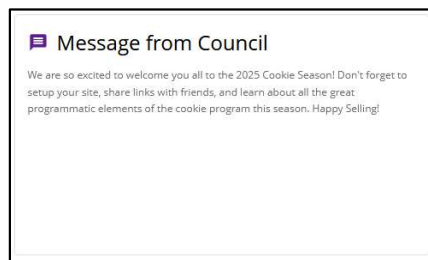 Message from Council
We are so excited to welcome you all to the 2025 Cookie Season! Don't forget to
setup your site, share links with friends, and learn about all the great
programmatic elements of the cookie program this season. Happy Selling!